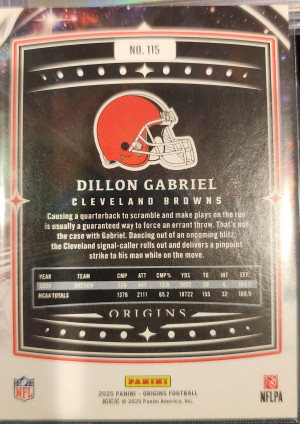 NO. 115
DILLON GABRIEL
CLEVELAND BROWNS
Causing a quarterback to scramble and make plays on the run
is usually a guaranteed way to force an errant throw. That's not
the case with Gabriel. Dancing out of an oncoming blitz,
the Cleveland signal-caller rolls out and delivers a pinpoint
strike to his man while on the move.
YEAR TEAM CMP ATT CMP% YDS TD INT EFF.
2024 OREGON 447
NCAA TOTALS 1376 2111 65.2 18722 155 32
ORIGINS
PANINI
NFL
2025 PANINI - ORIGINS FOOTBALL
© 2025 Panini America, Inc.
NFLPA